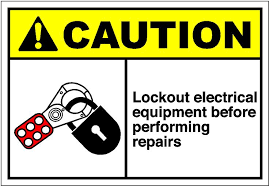 CAUTION
Lockout electrical
equipment before
performing
repairs